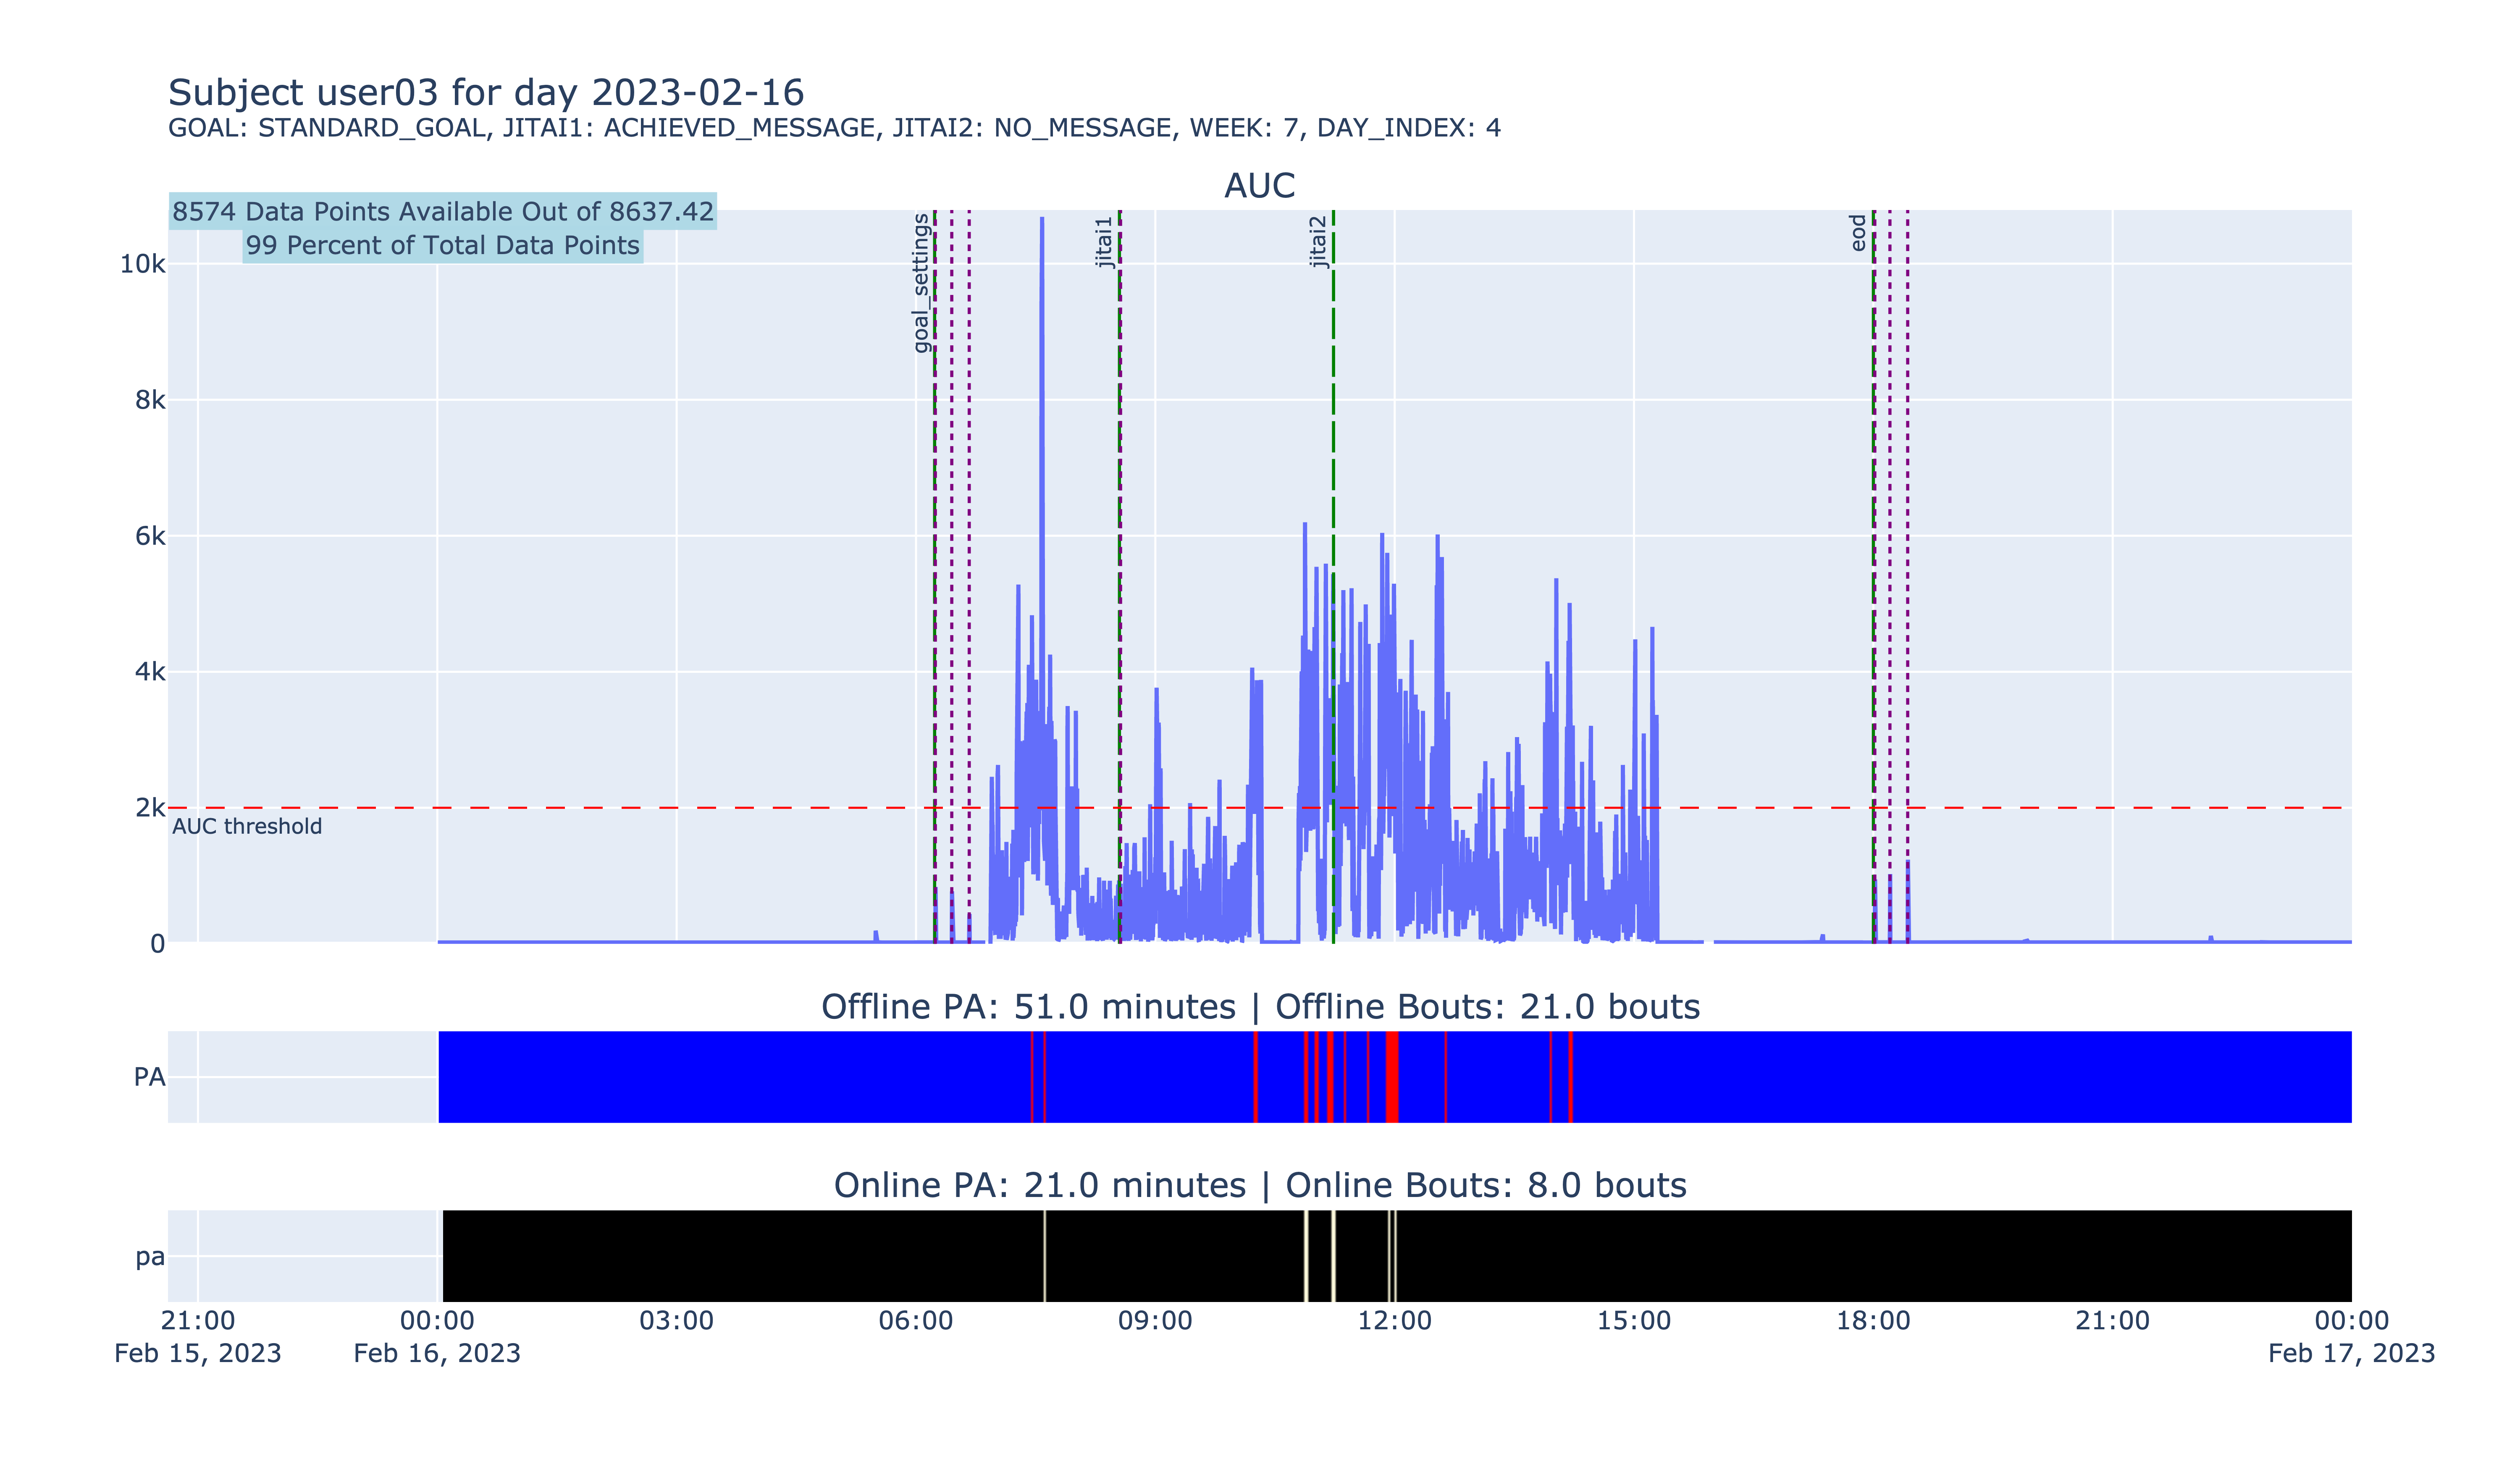 Subject user03 for day 2023-02-16
GOAL: STANDARD_GOAL, JITAI1: ACHIEVED_MESSAGE, JITAI2: NO_MESSAGE, WEEK: 7, DAY_INDEX: 4
AUC
8574 Data Points Available Out of 8637.42
99 Percent of Total Data Points
goal_settings
jitai1
jitai2
eod
10k
8k
6k
4k
2k
AUC threshold
0
Offline PA: 51.0 minutes | Offline Bouts: 21.0 bouts
PA
Online PA: 21.0 minutes | Online Bouts: 8.0 bouts
pa
21:00 00:00 03:00 06:00 09:00 12:00 15:00 18:00 21:00 00:00
Feb 15, 2023 Feb 16, 2023 Feb 17, 2023